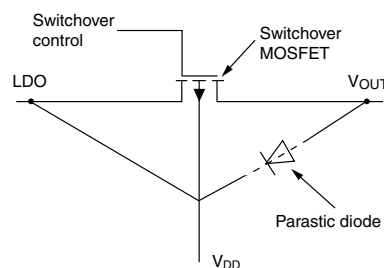 Switchover
control
Switchover
MOSFET
LDO
VOUT
Parastic diode
VDD